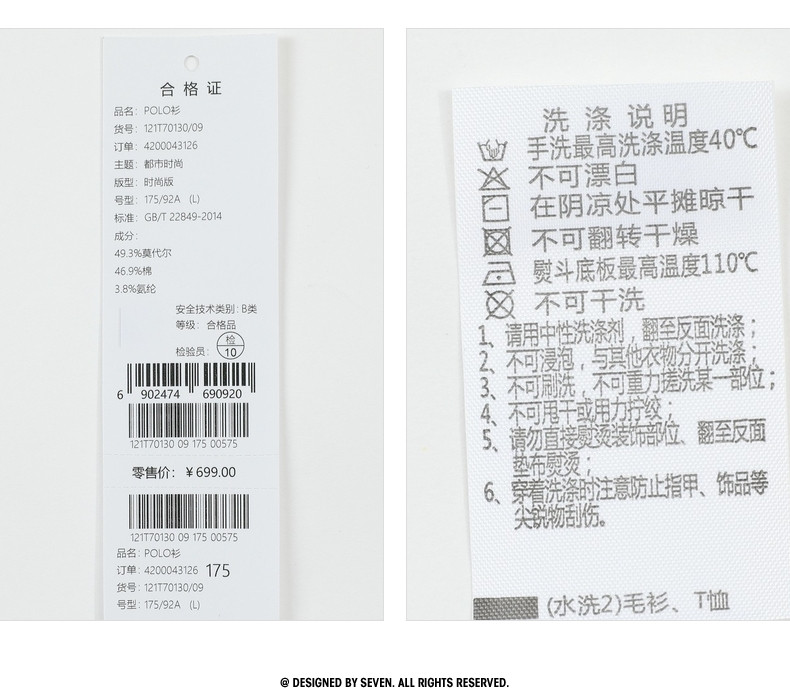 合格证
品名: POLO衫
货号: 121T70130/09
订单: 4200043126
主题: 都市时尚
版型: 时尚版
号型: 175/92A (L)
标准: GB/T 22849-2014
成分:
49.3%莫代尔
46.9%棉
3.8%氨纶
安全技术类别: B类
等级: 合格品
检验员: 检 10
6 902474 690920
121T70130 09 175 00575
零售价: ¥699.00
121T70130 09 175 00575
品名: POLO衫
订单: 4200043126 175
货号: 121T70130/09
号型: 175/92A (L)
洗涤说明
手洗最高洗涤温度40℃
不可漂白
在阴凉处平摊晾干
不可翻转干燥
熨斗底板最高温度110℃
不可干洗
1、请用中性洗涤剂，翻至反面洗涤；
2、不可浸泡，与其他衣物分开洗涤；
3、不可刷洗，不可重力搓洗某一部位；
4、不可甩干或用力拧绞；
5、请勿直接熨烫装饰部位、翻至反面
垫布熨烫；
6、穿着洗涤时注意防止指甲、饰品等
尖锐物刮伤。
(水洗2)毛衫、T恤
@ DESIGNED BY SEVEN. ALL RIGHTS RESERVED.